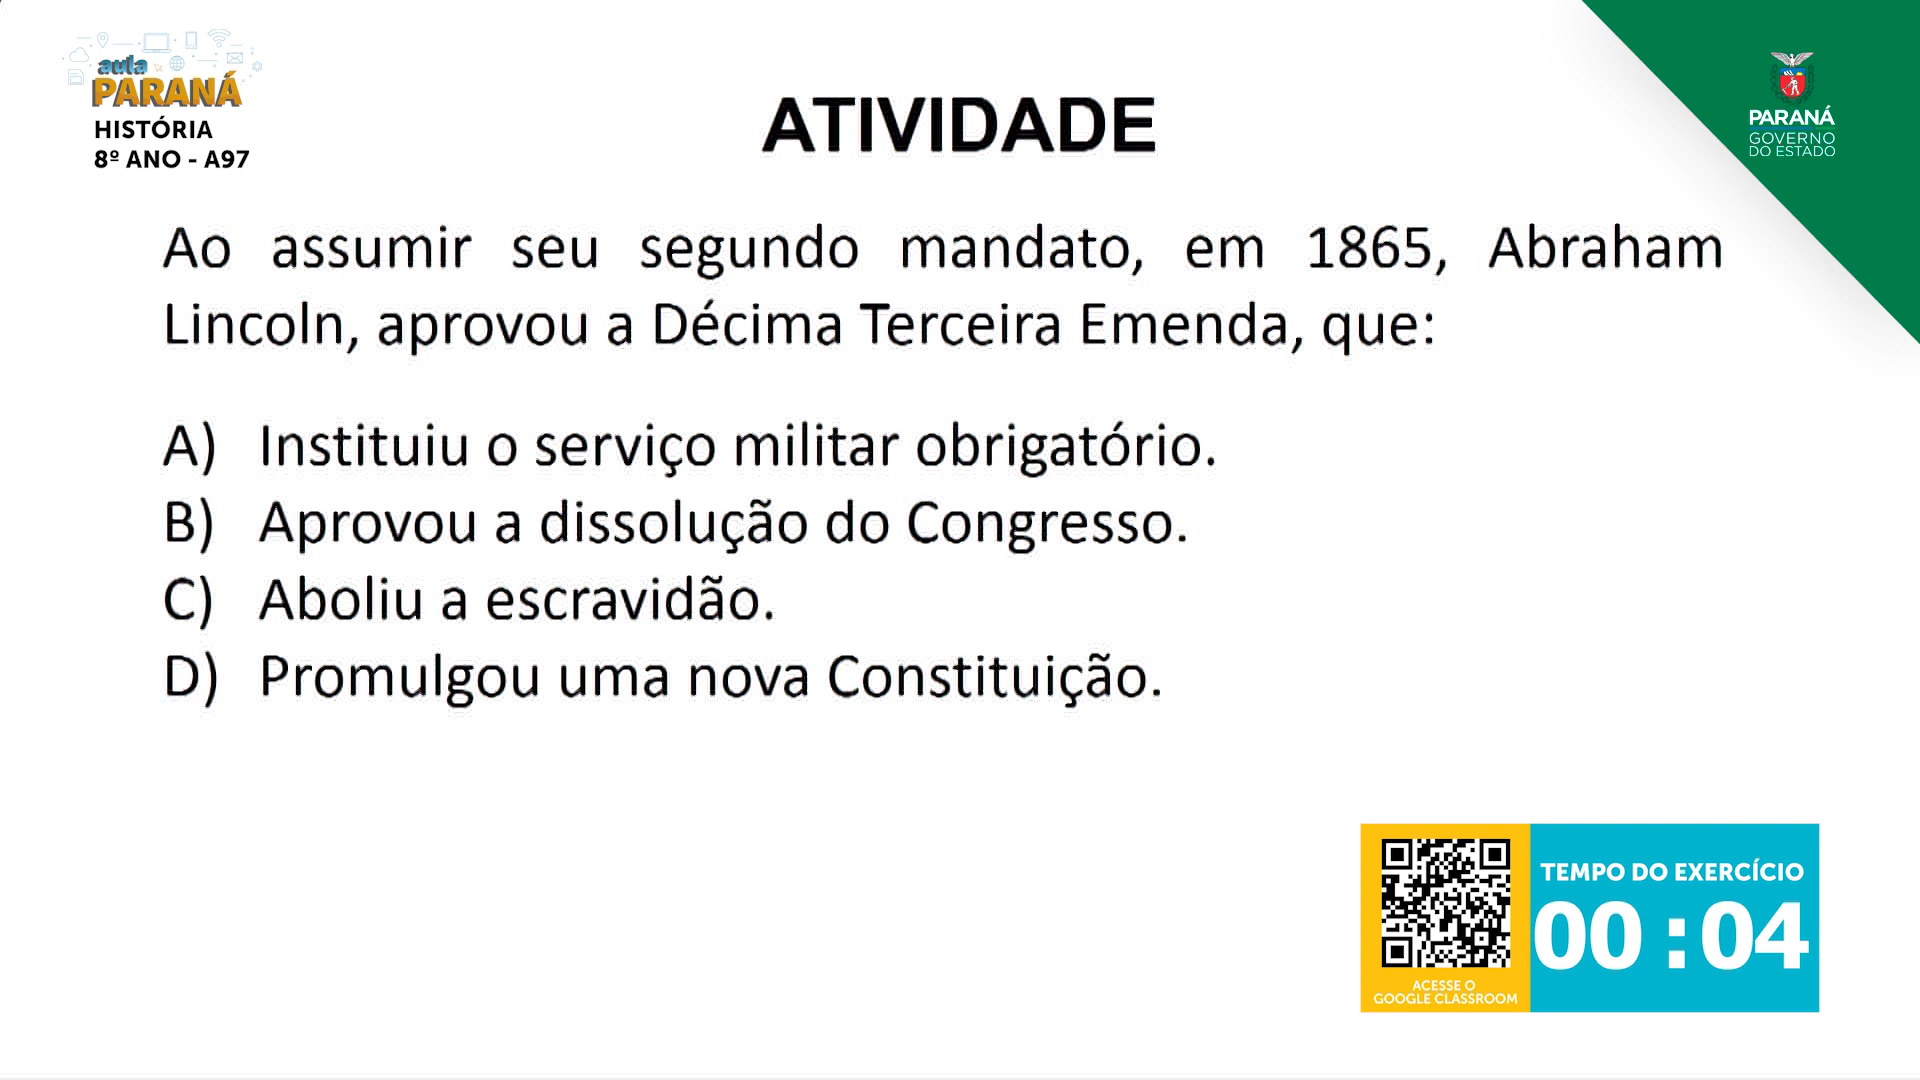 aula
PARANÁ
HISTÓRIA
8º ANO - A97
ATIVIDADE
PARANÁ
GOVERNO
DO ESTADO
Ao assumir seu segundo mandato, em 1865, Abraham
Lincoln, aprovou a Décima Terceira Emenda, que:
A) Instituiu o serviço militar obrigatório.
B) Aprovou a dissolução do Congresso.
C) Aboliu a escravidão.
D) Promulgou uma nova Constituição.
TEMPO DO EXERCÍCIO
00 : 04
ACESSE O
GOOGLE CLASSROOM